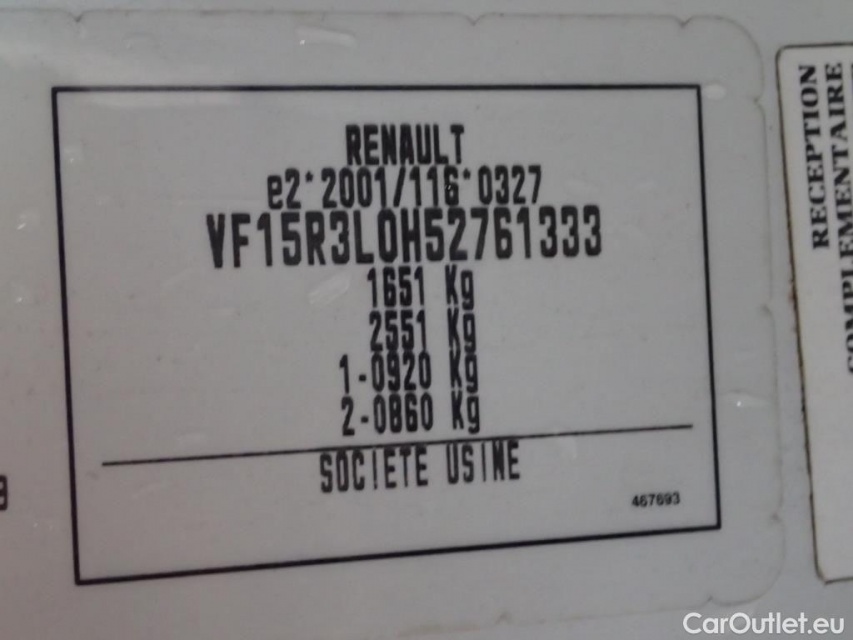 RENAULT
e2*2001/116*0327
VF15R3L0H52761333
1651 Kg
2551 Kg
1-0920 Kg
2-0860 Kg
SOCIETE USINE
467693
RECEPTION
COMPLEMENTAIRE
CarOutlet.eu